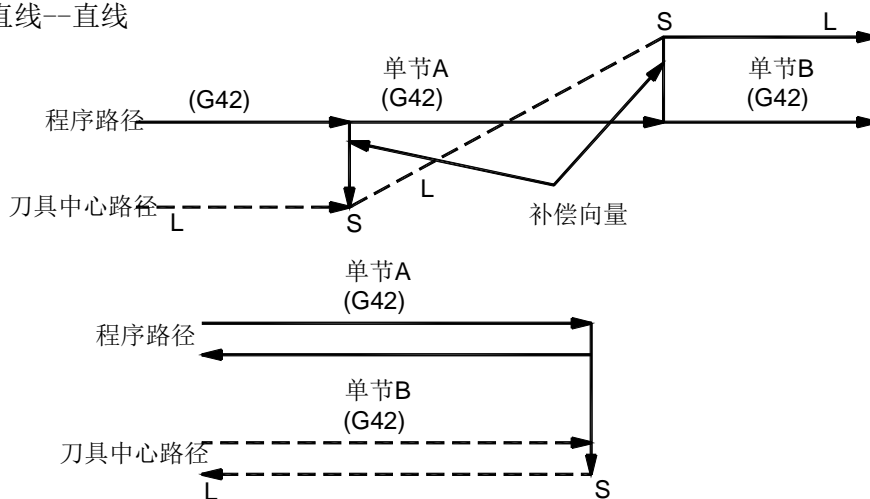 直线--直线
S
L
单节A
(G42)
单节B
(G42)
(G42)
程序路径
L
刀具中心路径
L
S
补偿向量
单节A
(G42)
程序路径
单节B
(G42)
刀具中心路径
L
S